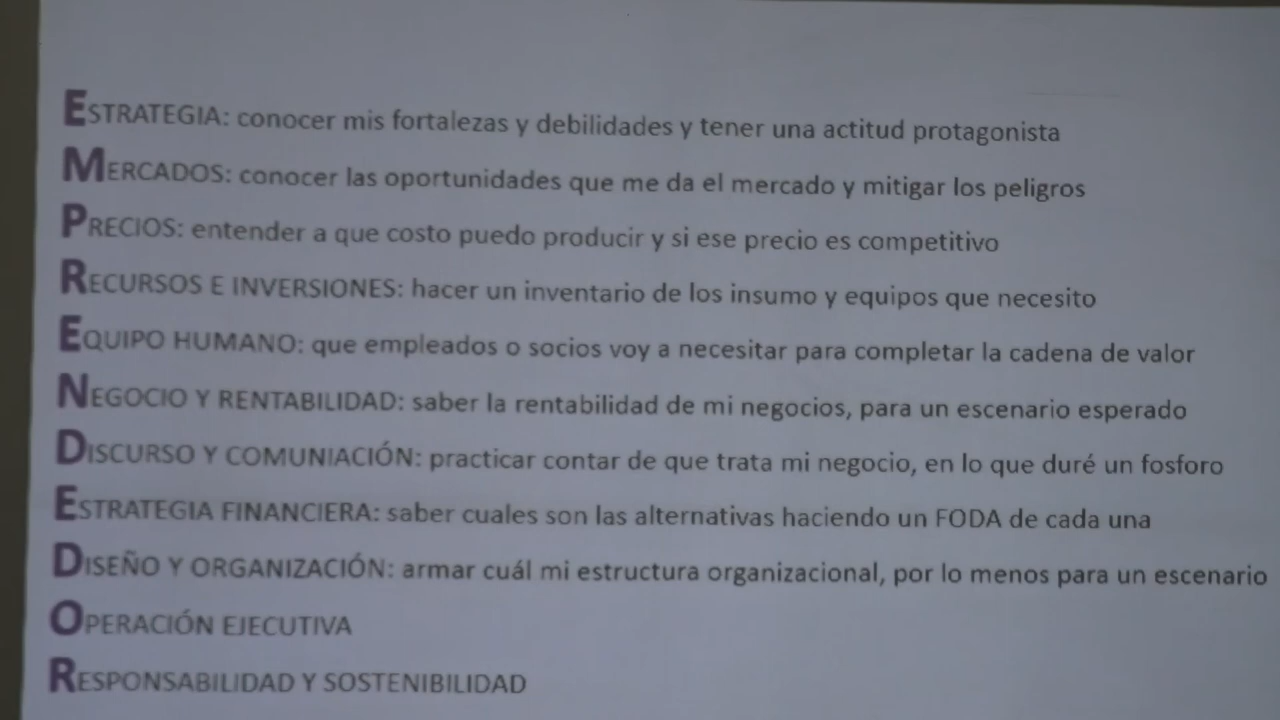 ESTRATEGIA: conocer mis fortalezas y debilidades y tener una actitud protagonista
MERCADOS: conocer las oportunidades que me da el mercado y mitigar los peligros
PRECIOS: entender a que costo puedo producir y si ese precio es competitivo
RECURSOS E INVERSIONES: hacer un inventario de los insumo y equipos que necesito
EQUIPO HUMANO: que empleados o socios voy a necesitar para completar la cadena de valor
NEGOCIO Y RENTABILIDAD: saber la rentabilidad de mi negocios, para un escenario esperado
DISCURSO Y COMUNIACIÓN: practicar contar de que trata mi negocio, en lo que duré un fosforo
ESTRATEGIA FINANCIERA: saber cuales son las alternativas haciendo un FODA de cada una
DISEÑO Y ORGANIZACIÓN: armar cuál mi estructura organizacional, por lo menos para un escenario
OPERACIÓN EJECUTIVA
RESPONSABILIDAD Y SOSTENIBILIDAD